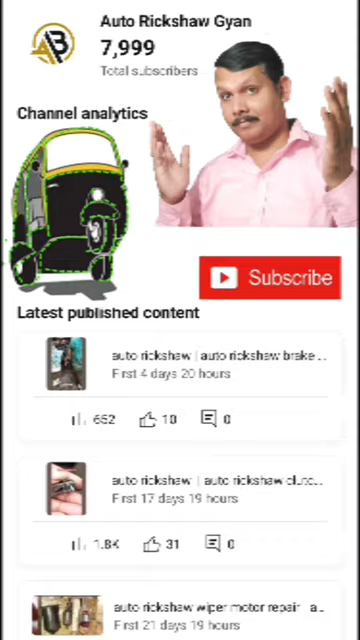 Auto Rickshaw Gyan
7,999
Total subscribers
Channel analytics
Subscribe
Latest published content
auto rickshaw | auto rickshaw brake ...
First 4 days 20 hours
652 10 0
auto rickshaw | auto rickshaw clutc...
First 17 days 19 hours
1.8K 31 0
auto rickshaw wiper motor repair a...
First 21 days 19 hours